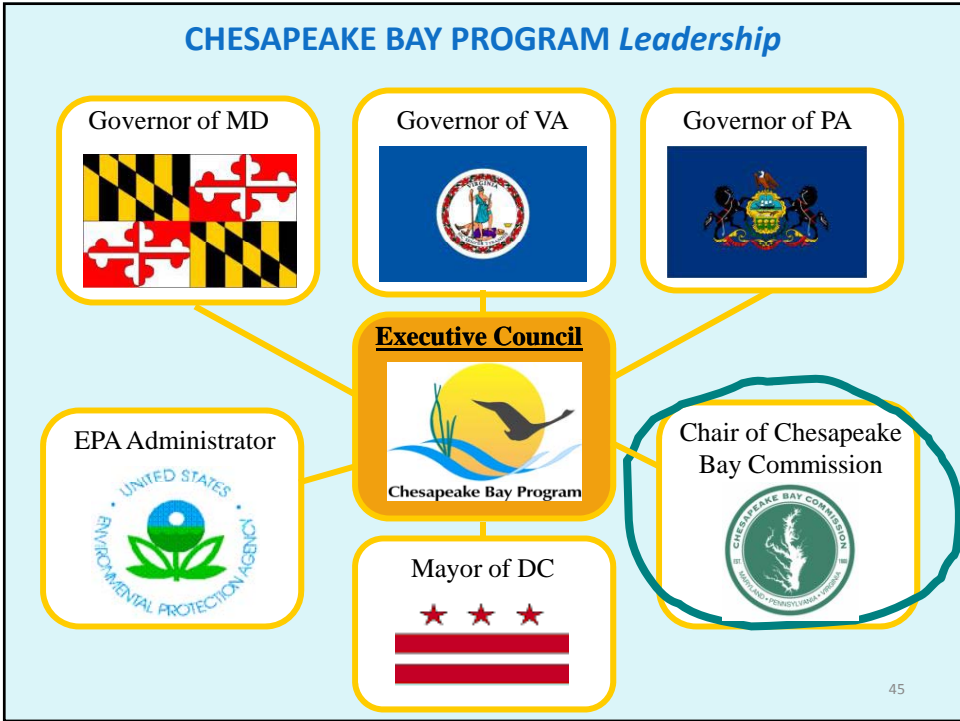 CHESAPEAKE BAY PROGRAM Leadership
Governor of MD
Governor of VA
VIRGINIA
Governor of PA
Executive Council
Chesapeake Bay Program
EPA Administrator
UNITED STATES
ENVIRONMENTAL PROTECTION AGENCY
Chair of Chesapeake
Bay Commission
CHESAPEAKE BAY COMMISSION
MARYLAND • PENNSYLVANIA • VIRGINIA
Mayor of DC
45